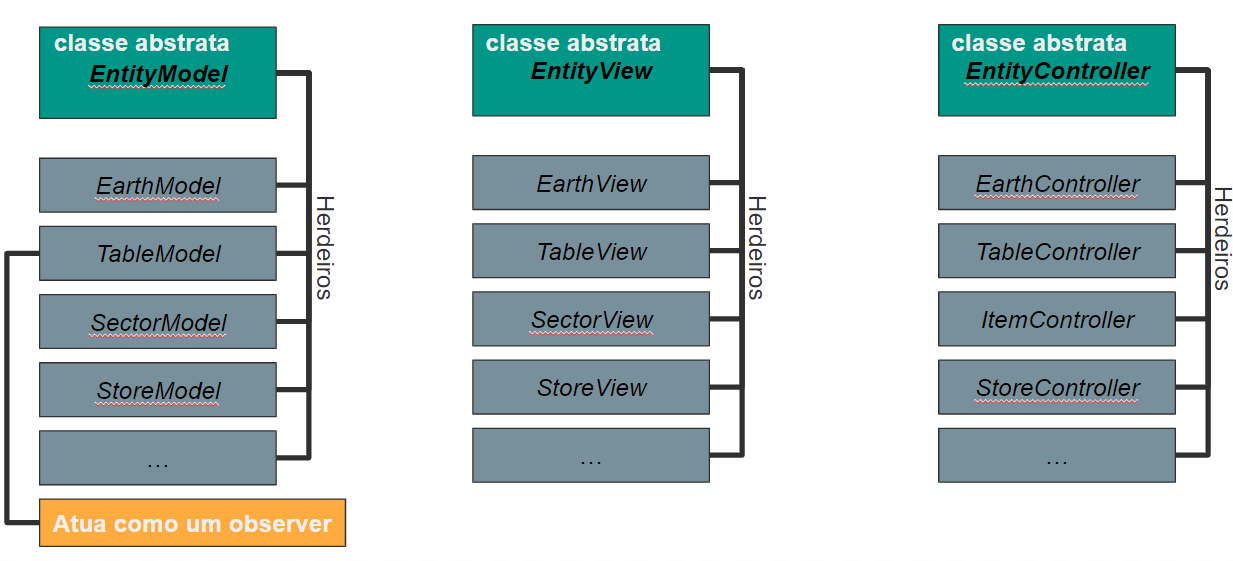 classe abstrata
EntityModel
EarthModel
TableModel
SectorModel
StoreModel
...
Herdeiros
Atua como um observer
classe abstrata
EntityView
EarthView
TableView
SectorView
StoreView
...
Herdeiros
classe abstrata
EntityController
EarthController
TableController
ItemController
StoreController
...
Herdeiros